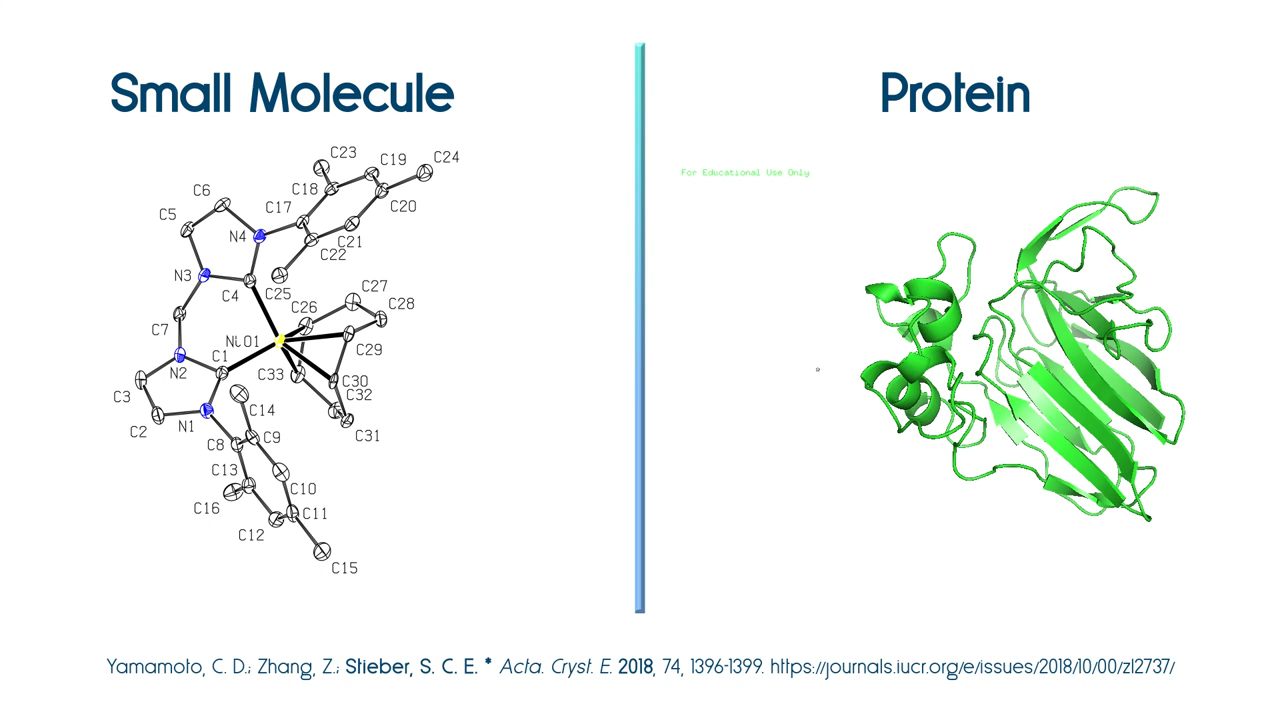 Small Molecule
Protein
For Educational Use Only
C23
C19
C24
C18
C6
C17
C20
C5
C21
N4
C22
N3
C4
C25
C27
C26
C28
C7
NL01
C29
C1
N2
C33
C30
C3
C32
C14
C2
N1
C31
C8
C9
C13
C10
C16
C11
C12
C15
Yamamoto, C. D.; Zhang, Z.; Stieber, S. C. E. * Acta. Cryst. E. 2018, 74, 1396-1399. https://journals.iucr.org/e/issues/2018/10/00/zl2737/